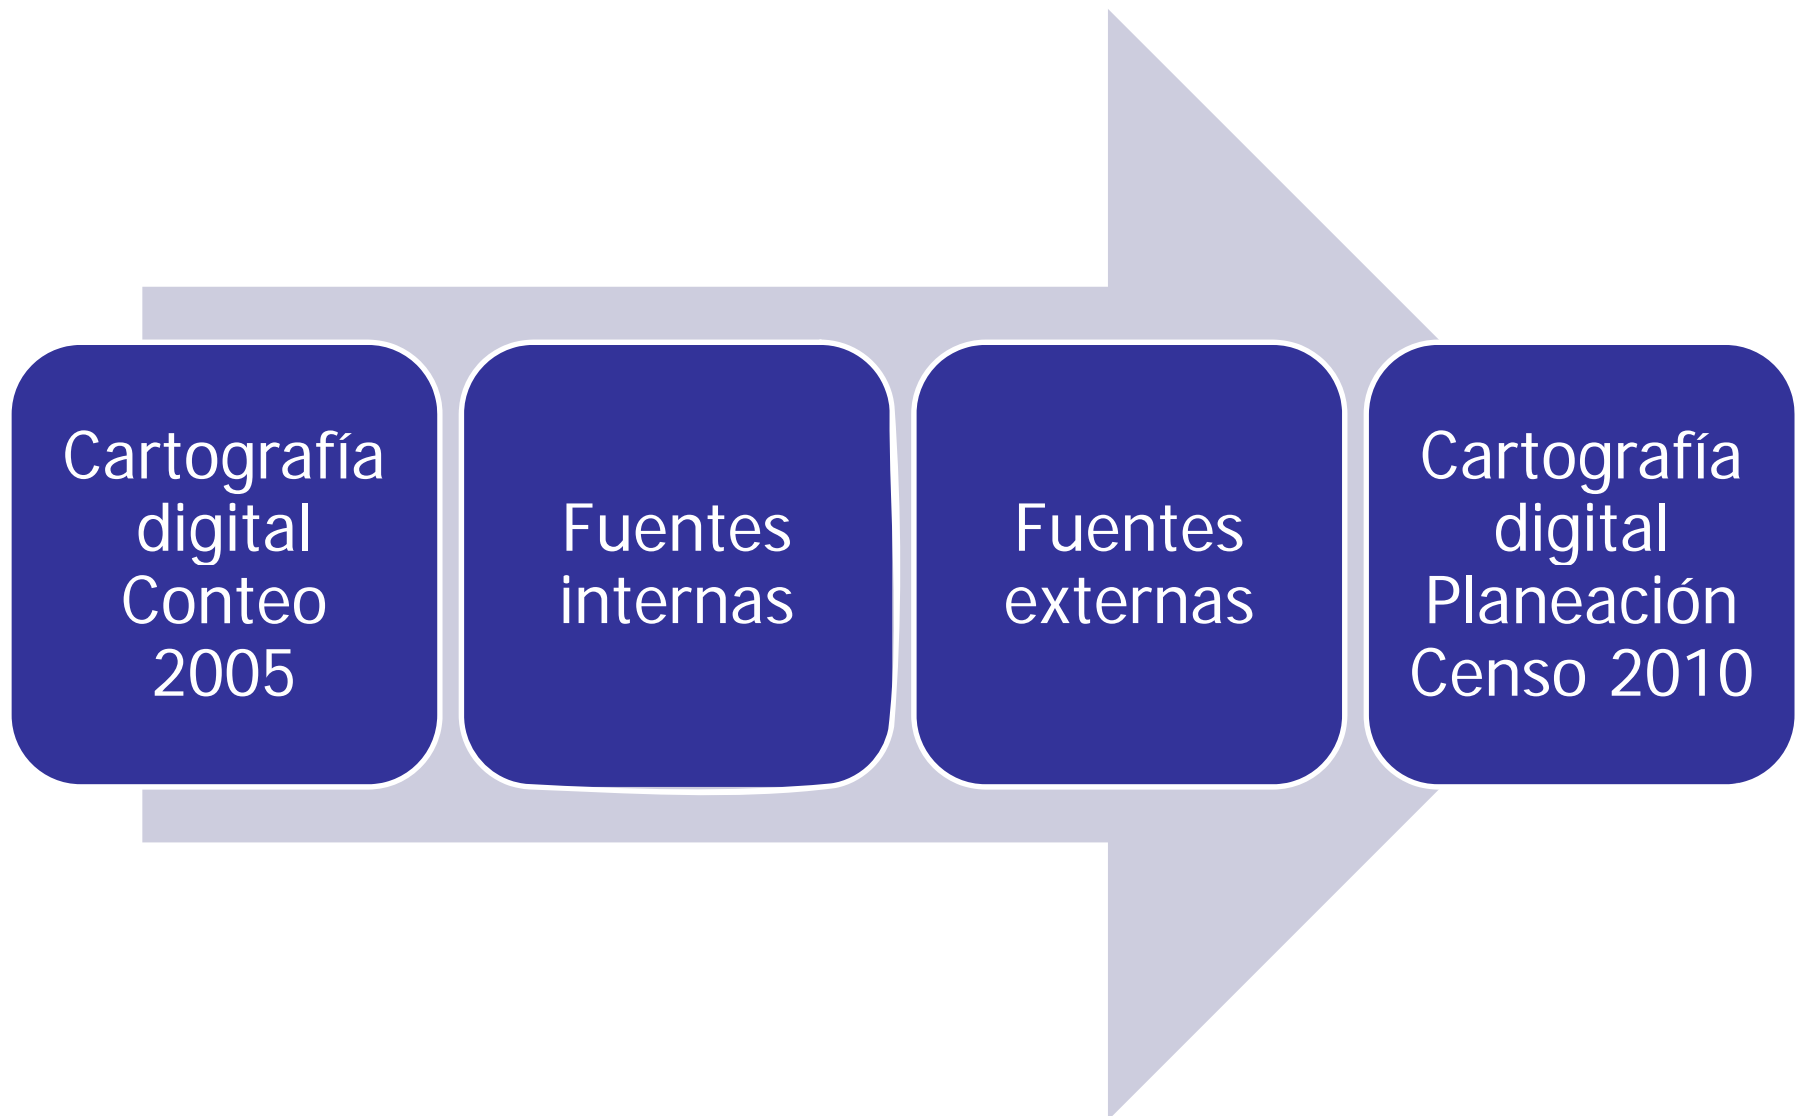 Cartografía
digital
Conteo
2005
Fuentes
internas
Fuentes
externas
Cartografía
digital
Planeación
Censo 2010